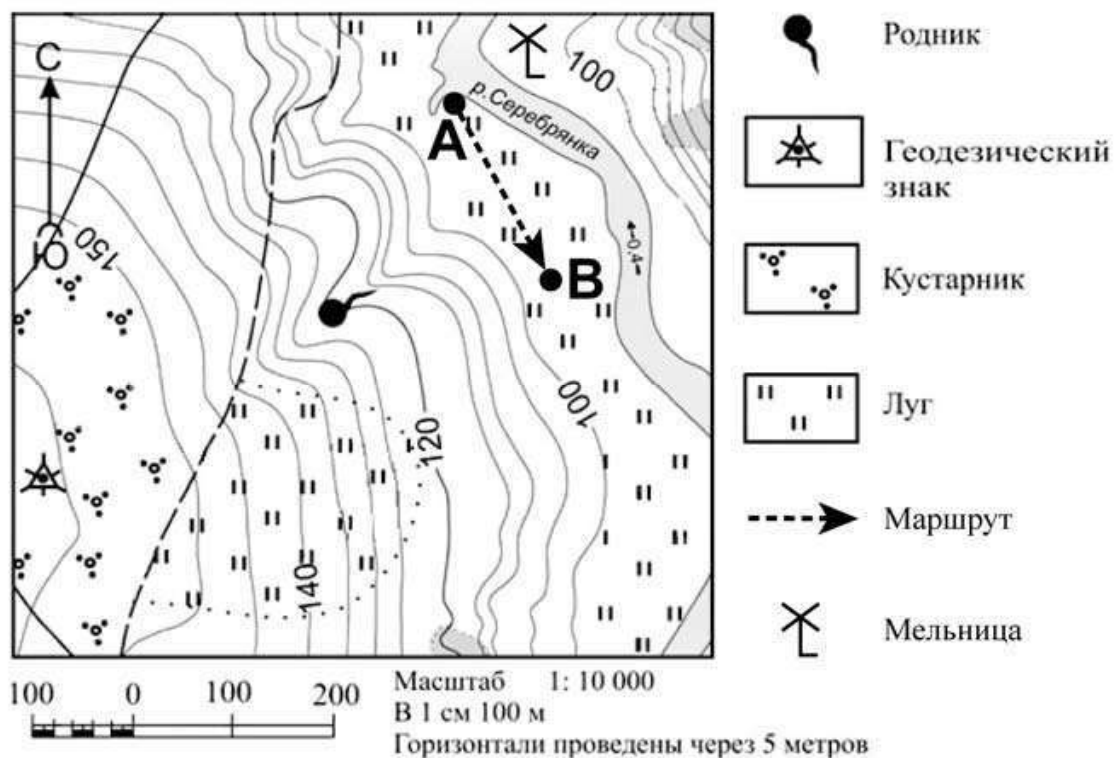 С
Ю
150
р. Серебрянка
100
А
В
0,4
120
100
140
Родник
Геодезический
знак
Кустарник
Луг
Маршрут
Мельница
100 0 100 200
Масштаб 1: 10 000
В 1 см 100 м
Горизонтали проведены через 5 метров